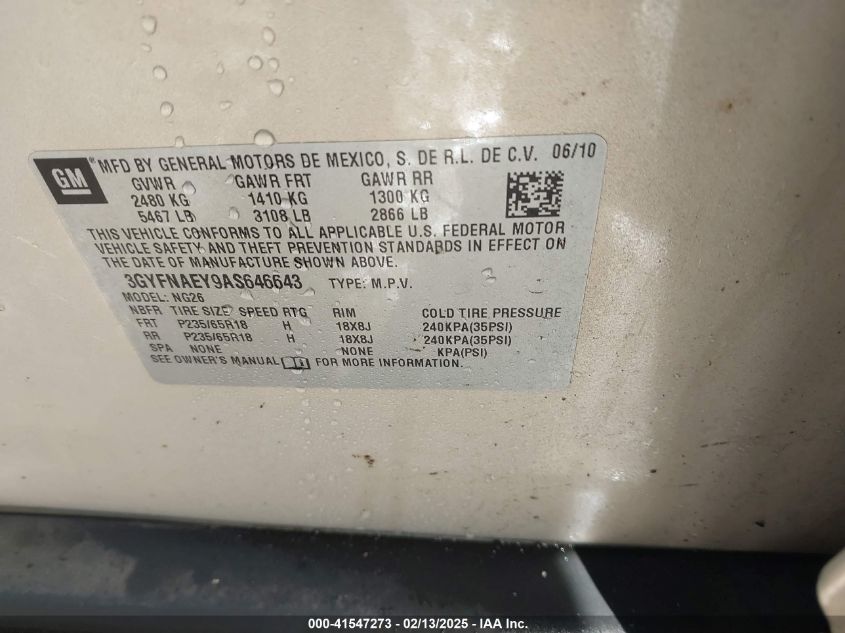 GM ® MFD BY GENERAL MOTORS DE MEXICO, S. DE R.L. DE C.V. 06/10
GVWR GAWR FRT GAWR RR
2480 KG 1410 KG 1300 KG
5467 LB 3108 LB 2866 LB
THIS VEHICLE CONFORMS TO ALL APPLICABLE U.S. FEDERAL MOTOR
VEHICLE SAFETY AND THEFT PREVENTION STANDARDS IN EFFECT ON
THE DATE OF MANUFACTURE SHOWN ABOVE.
3GYFNAEY9AS646643 TYPE: M.P.V.
MODEL: NG26
NBFR TIRE SIZE SPEED RTG RIM COLD TIRE PRESSURE
FRT P235/65R18 H 18X8J 240KPA(35PSI)
RR P235/65R18 H 18X8J 240KPA(35PSI)
SPA NONE NONE KPA(PSI)
SEE OWNER'S MANUAL FOR MORE INFORMATION.
000-41547273 - 02/13/2025 - IAAI Inc.